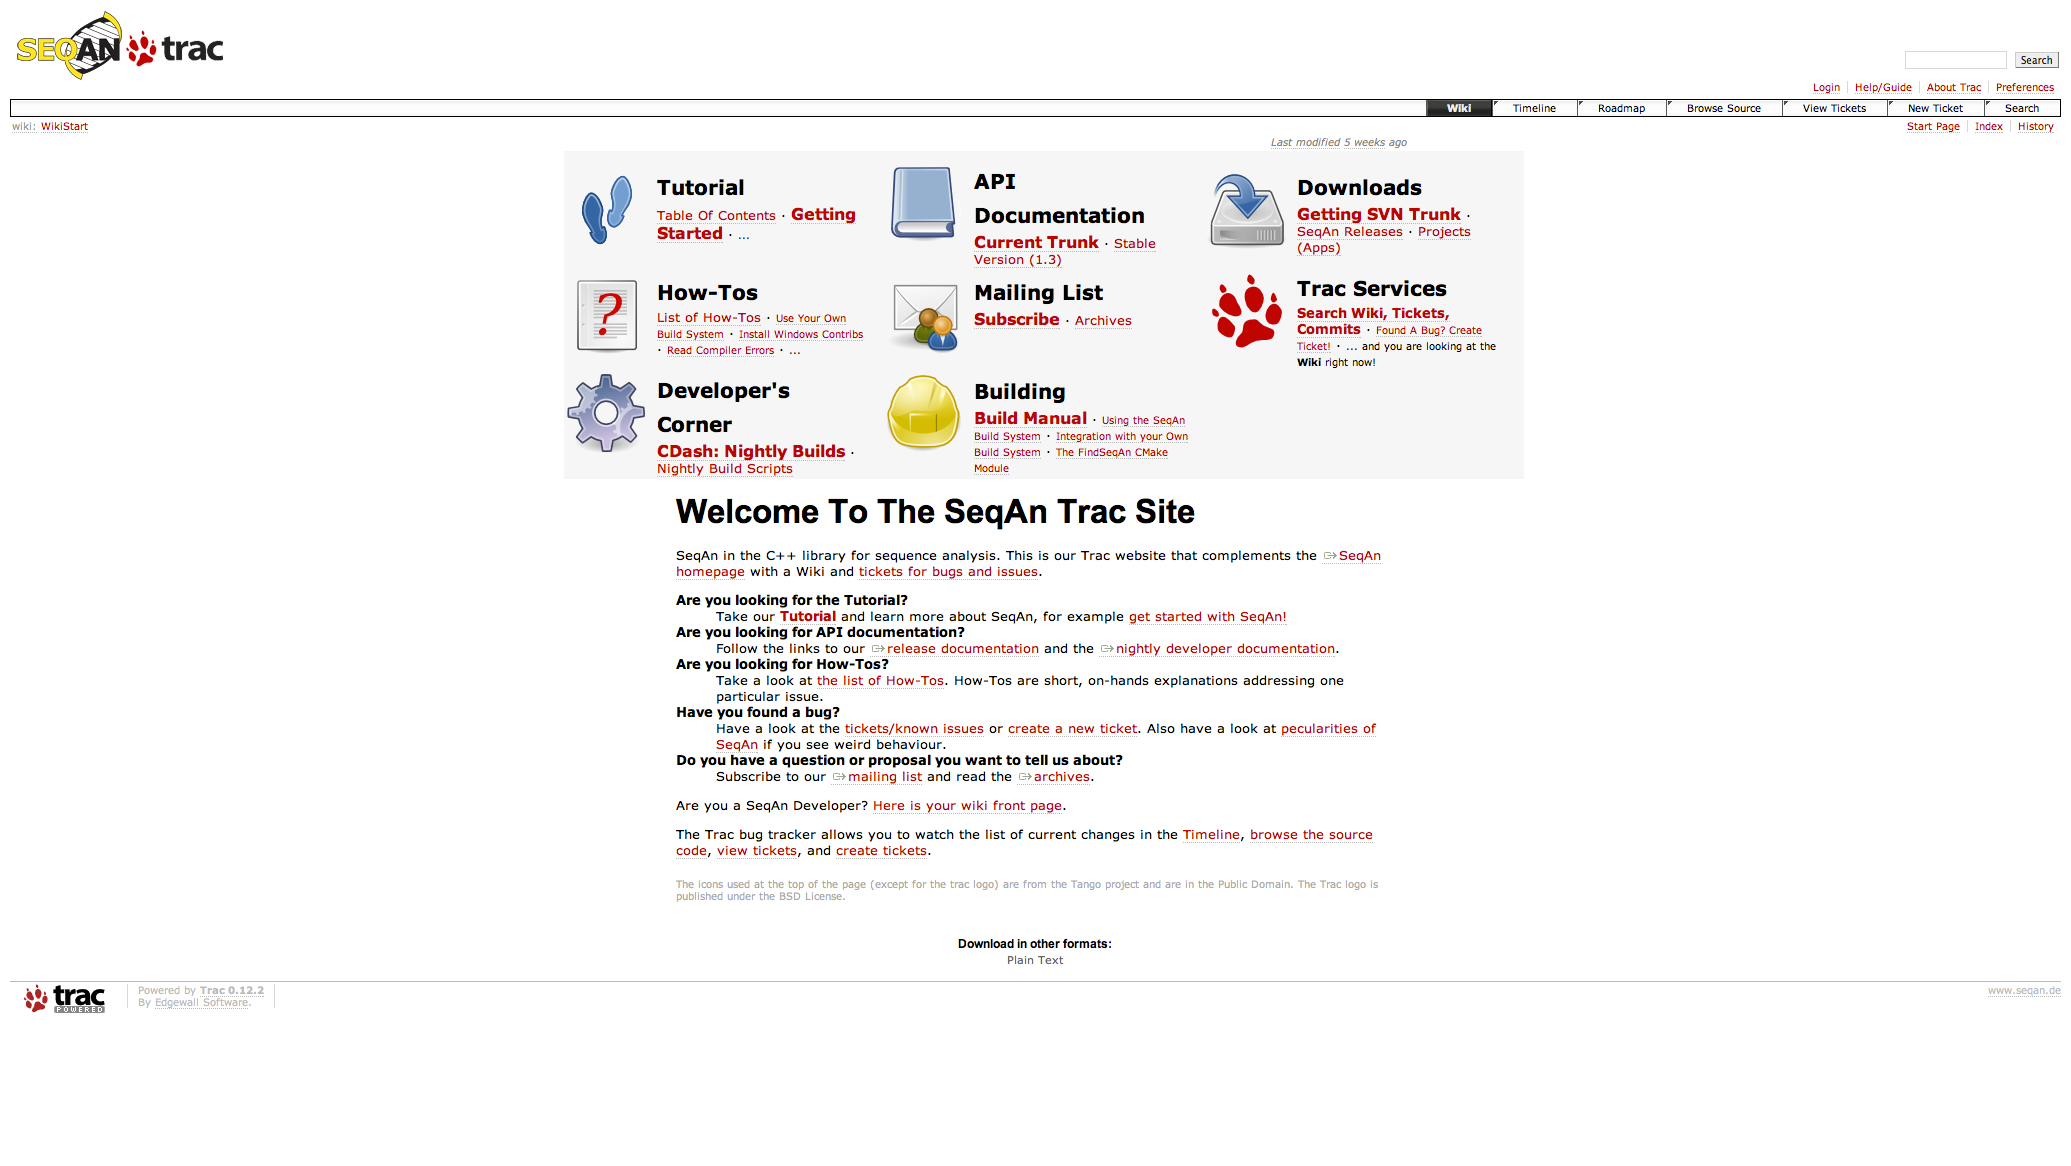 SEQAN trac
Search
Login Help/Guide About Trac Preferences
Wiki Timeline Roadmap Browse Source View Tickets New Ticket Search
wiki: WikiStart
Start Page Index History
Last modified 5 weeks ago
Tutorial
Table Of Contents · Getting
Started · ...
API
Documentation
Current Trunk · Stable
Version (1.3)
Downloads
Getting SVN Trunk ·
SeqAn Releases · Projects
(Apps)
How-Tos
List of How-Tos · Use Your Own
Build System · Install Windows Contribs
· Read Compiler Errors · ...
Mailing List
Subscribe · Archives
Trac Services
Search Wiki, Tickets,
Commits · Found A Bug? Create
Ticket! · ... and you are looking at the
Wiki right now!
Developer's
Corner
CDash: Nightly Builds ·
Nightly Build Scripts
Building
Build Manual · Using the SeqAn
Build System · Integration with your Own
Build System · The FindSeqAn CMake
Module
Welcome To The SeqAn Trac Site
SeqAn in the C++ library for sequence analysis. This is our Trac website that complements the SeqAn
homepage with a Wiki and tickets for bugs and issues.
Are you looking for the Tutorial?
Take our Tutorial and learn more about SeqAn, for example get started with SeqAn!
Are you looking for API documentation?
Follow the links to our release documentation and the nightly developer documentation.
Are you looking for How-Tos?
Take a look at the list of How-Tos. How-Tos are short, on-hands explanations addressing one
particular issue.
Have you found a bug?
Have a look at the tickets/known issues or create a new ticket. Also have a look at pecularities of
SeqAn if you see weird behaviour.
Do you have a question or proposal you want to tell us about?
Subscribe to our mailing list and read the archives.
Are you a SeqAn Developer? Here is your wiki front page.
The Trac bug tracker allows you to watch the list of current changes in the Timeline, browse the source
code, view tickets, and create tickets.
The icons used at the top of the page (except for the trac logo) are from the Tango project and are in the Public Domain. The Trac logo is
published under the BSD License.
Download in other formats:
Plain Text
trac POWERED
Powered by Trac 0.12.2
By Edgewall Software.
www.seqan.de